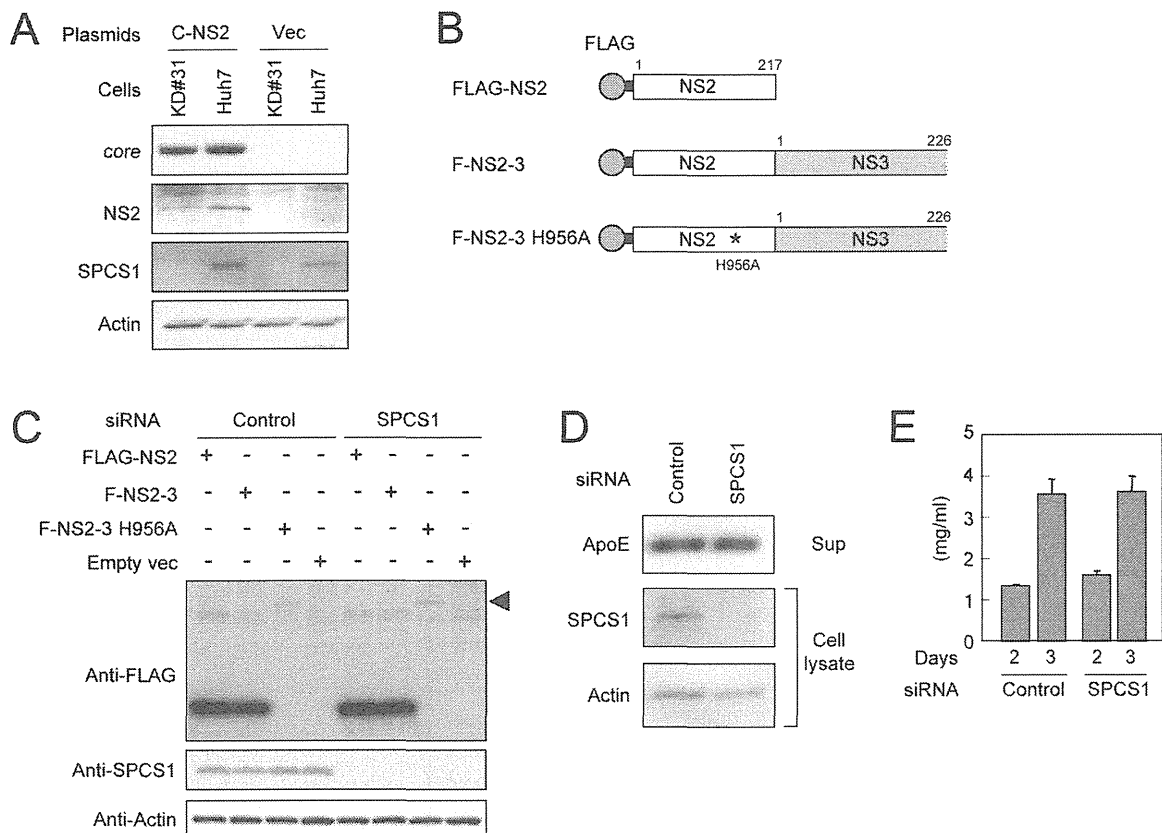 A
Plasmids C-NS2 Vec
Cells KD#31 Huh7 KD#31 Huh7
core
NS2
SPCS1
Actin
B
FLAG
1 217
FLAG-NS2 NS2
1 226
F-NS2-3 NS2 NS3
1 226
F-NS2-3 H956A NS2 * NS3
H956A
C
siRNA Control SPCS1
FLAG-NS2 + - - - + - - -
F-NS2-3 - + - - - + - -
F-NS2-3 H956A - - + - - - + -
Empty vec - - - + - - - +
Anti-FLAG
Anti-SPCS1
Anti-Actin
D
siRNA Control SPCS1
ApoE Sup
SPCS1
Cell
lysate
Actin
E
(mg/ml)
5
4
3
2
1
0
Days 2 3 2 3
siRNA Control SPCS1